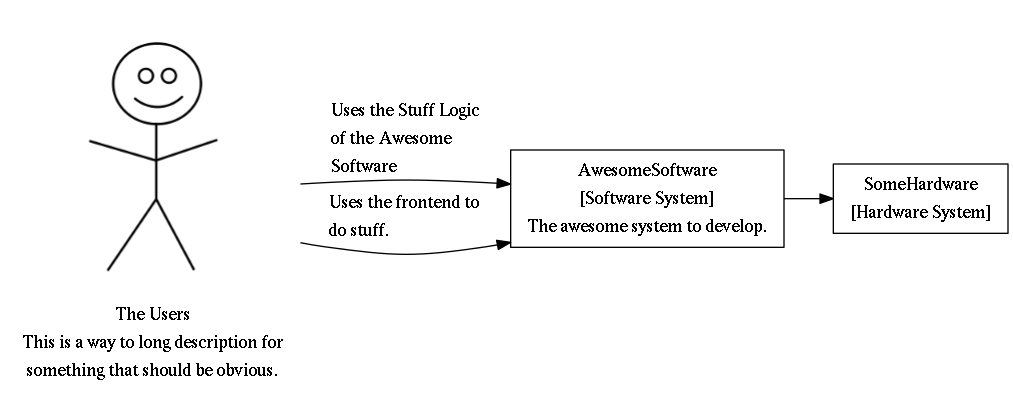 Uses the Stuff Logic
of the Awesome
Software
Uses the frontend to
do stuff.
AwesomeSoftware
[Software System]
The awesome system to develop.
SomeHardware
[Hardware System]
The Users
This is a way to long description for
something that should be obvious.